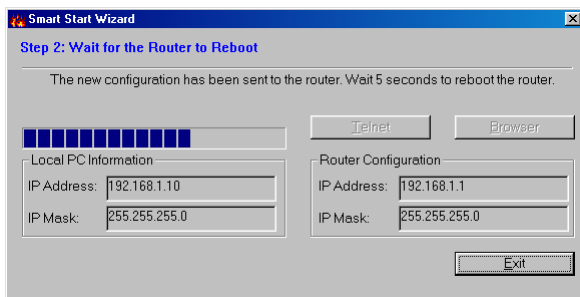 Smart Start Wizard
Step 2: Wait for the Router to Reboot
The new configuration has been sent to the router. Wait 5 seconds to reboot the router.
Telnet Browser
Local PC Information Router Configuration
IP Address: 192.168.1.10 IP Address: 192.168.1.1
IP Mask: 255.255.255.0 IP Mask: 255.255.255.0
Exit